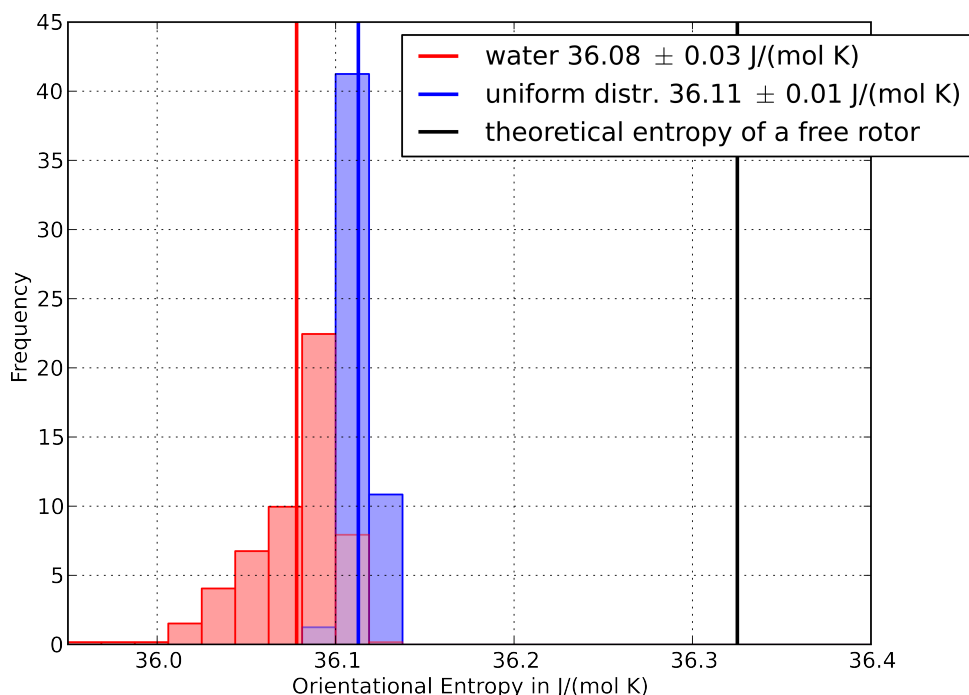 45
40
35
30
25
20
15
10
5
0
Frequency
water 36.08 ± 0.03 J/(mol K)
uniform distr. 36.11 ± 0.01 J/(mol K)
theoretical entropy of a free rotor
36.0 36.1 36.2 36.3 36.4
Orientational Entropy in J/(mol K)